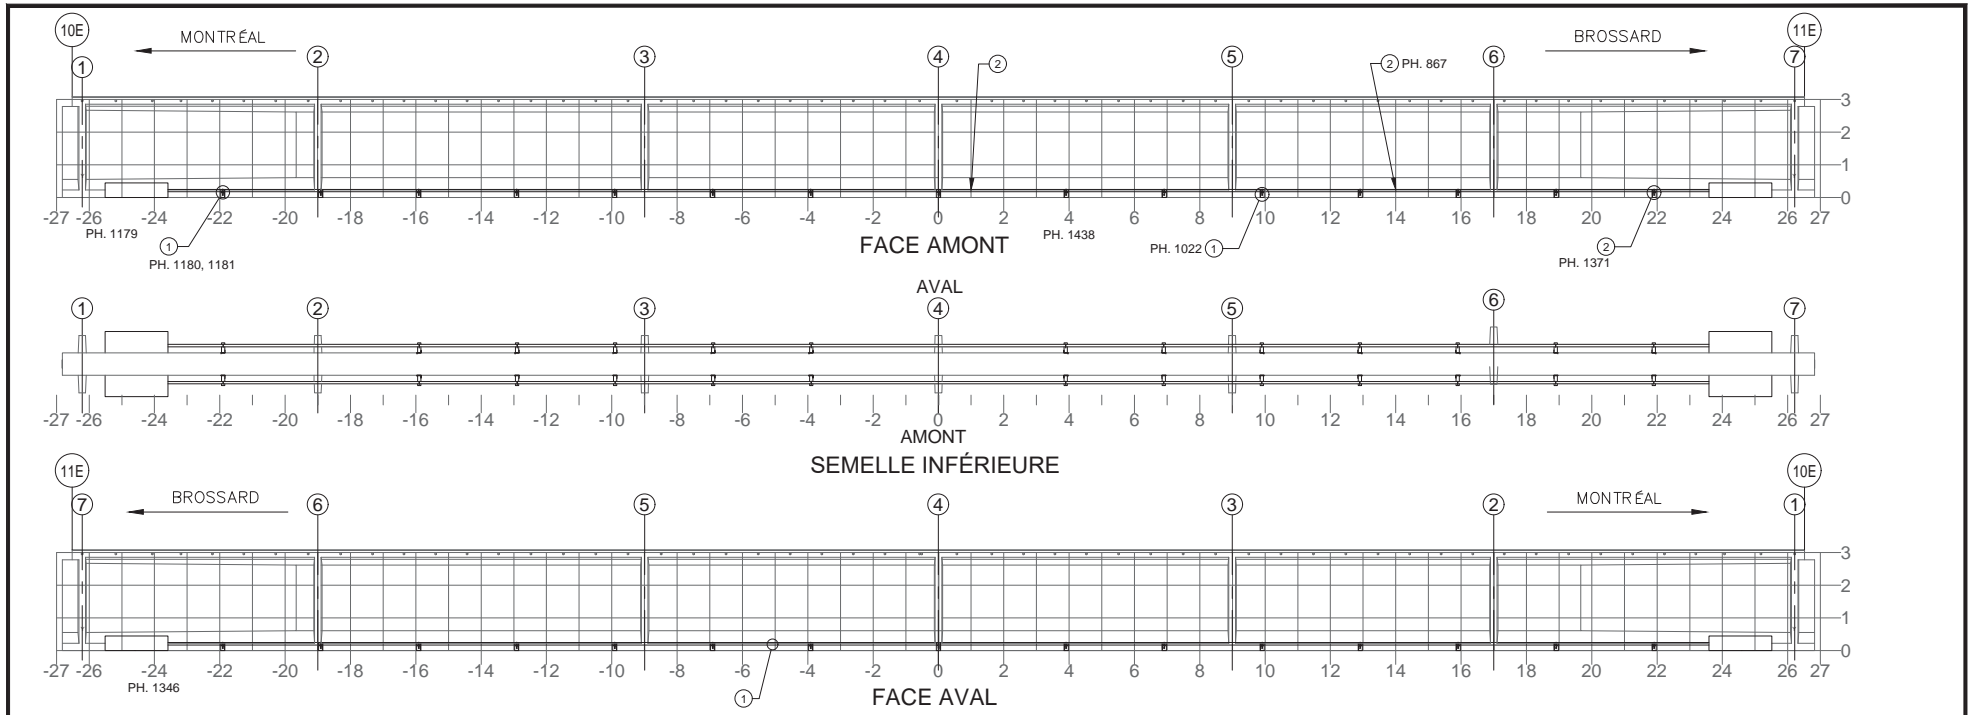 10E 11E
MONTRÉAL BROSSARD
1 2 3 4 5 6 7
2 2 PH. 867
3
2
1
0
-27 -26 -24 -22 -20 -18 -16 -14 -12 -10 -8 -6 -4 -2 0 2 4 6 8 10 12 14 16 18 20 22 24 26 27
PH. 1179 PH. 1438
1 PH. 1022 1 2
FACE AMONT
PH. 1180, 1181 PH. 1371
AVAL
1 2 3 4 5 6 7
-27 -26 -24 -22 -20 -18 -16 -14 -12 -10 -8 -6 -4 -2 0 2 4 6 8 10 12 14 16 18 20 22 24 26 27
AMONT
SEMELLE INFÉRIEURE
11E 10E
BROSSARD MONTRÉAL
7 6 5 4 3 2 1
3
2
1
0
-27 -26 -24 -22 -20 -18 -16 -14 -12 -10 -8 -6 -4 -2 0 2 4 6 8 10 12 14 16 18 20 22 24 26 27
PH. 1346
1
FACE AVAL